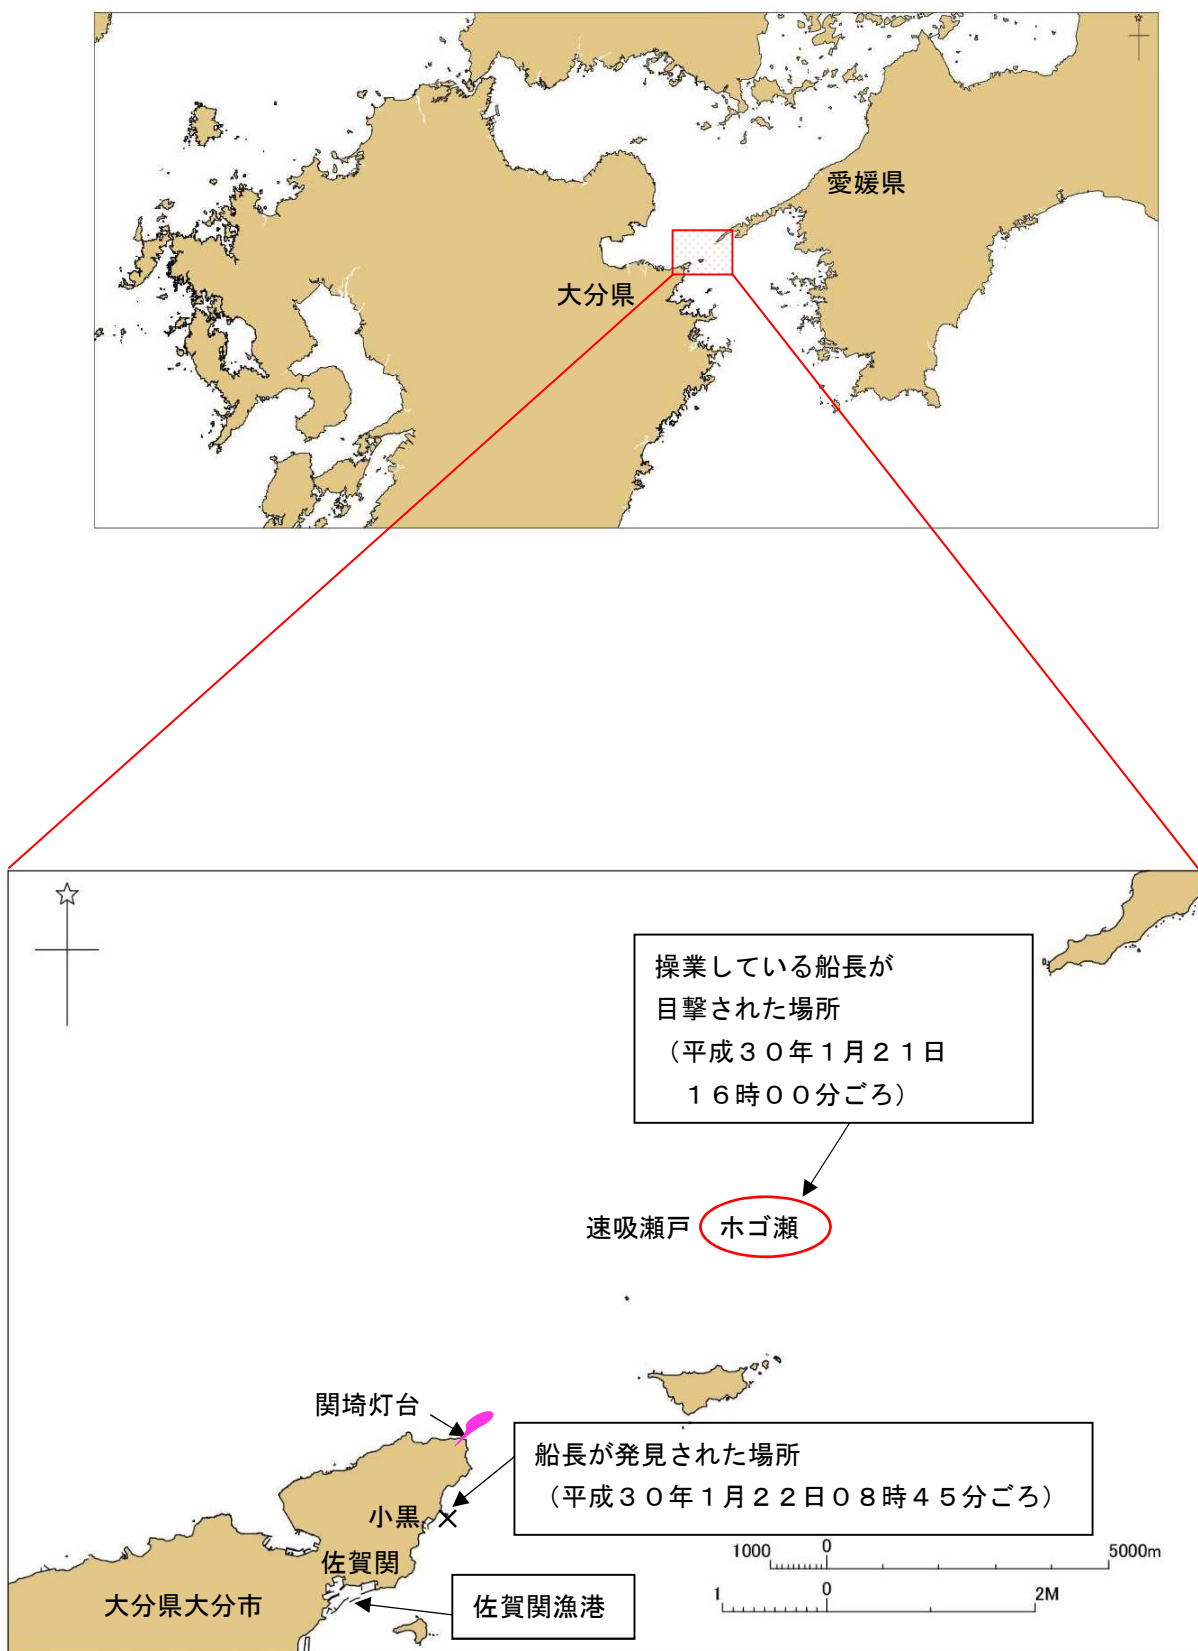 愛媛県
大分県
操業している船長が
目撃された場所
（平成３０年１月２１日
１６時００分ごろ）
速吸瀬戸
ホゴ瀬
関埼灯台
船長が発見された場所
（平成３０年１月２２日０８時４５分ごろ）
小黒
佐賀関
大分県大分市
佐賀関漁港
1000 0 5000m
1 0 2M